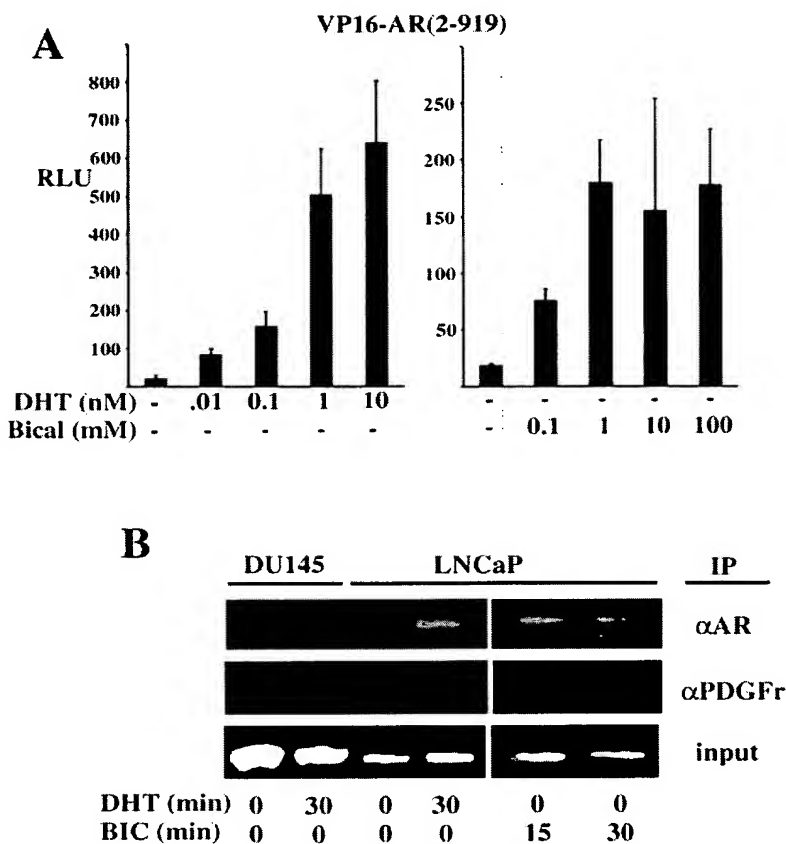 VP16-AR(2-919)
A
800
700
600
RLU
500
400
300
200
100
250
200
150
100
50
DHT (nM) - .01 0.1 1 10 - - - - -
Bical (mM) - - - - - - 0.1 1 10 100
B
DU145 LNCaP IP
αAR
αPDGFr
input
DHT (min) 0 30 0 30 0 0
BIC (min) 0 0 0 0 15 30